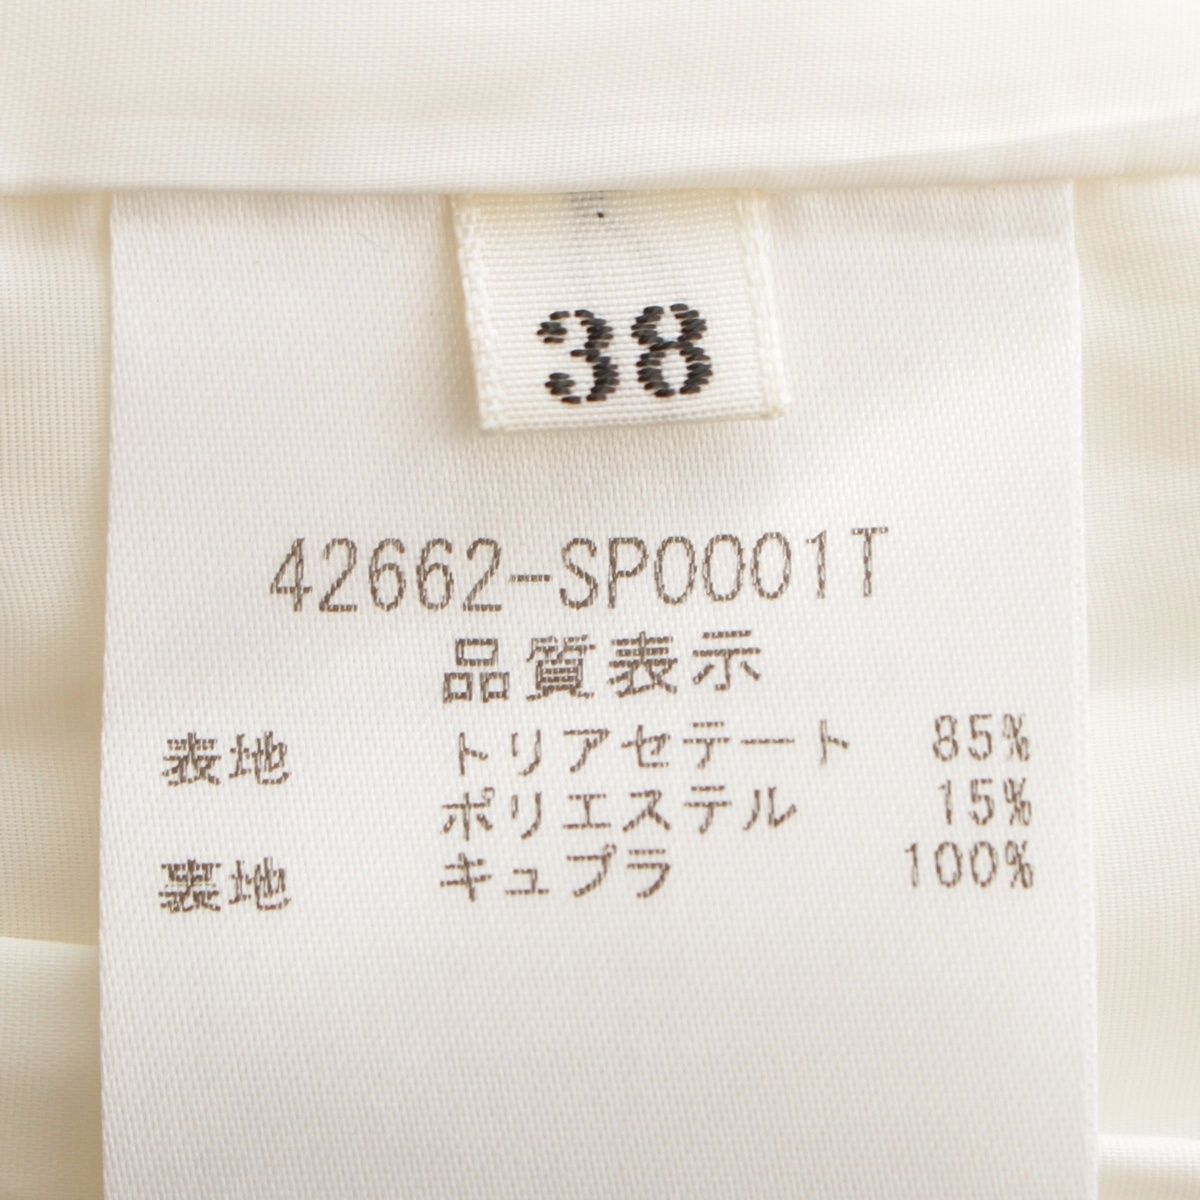 38
42662-SP0001T
品質表示
表地 トリアセテート 85%
ポリエステル 15%
裏地 キュプラ 100%